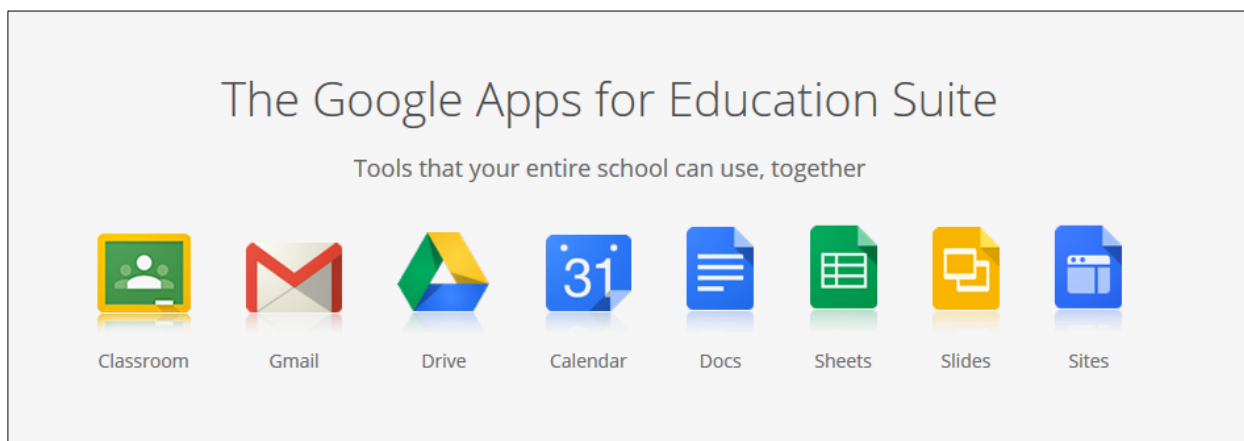 The Google Apps for Education Suite
Tools that your entire school can use, together
31
Classroom Gmail Drive Calendar Docs Sheets Slides Sites